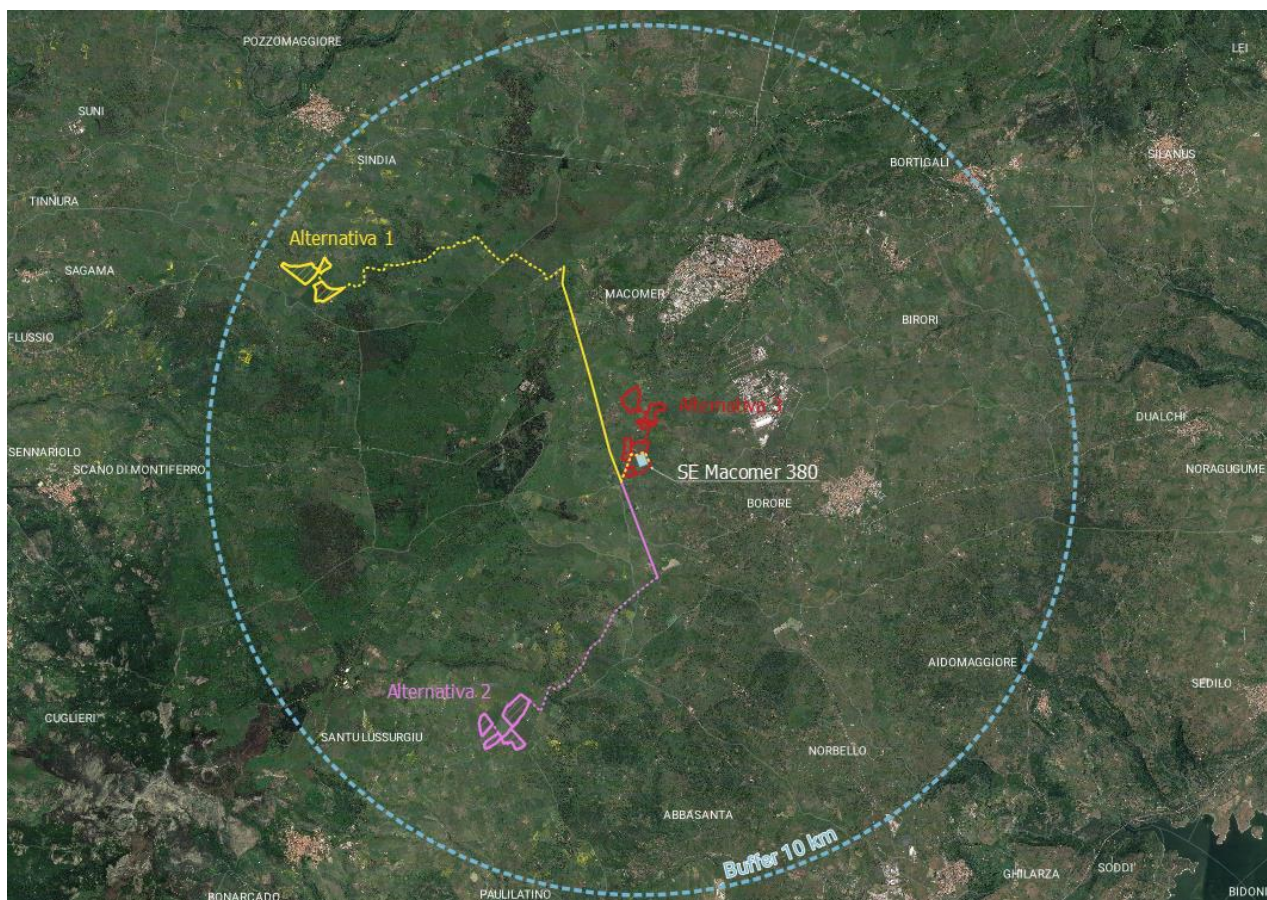 POZZOMAGGIORE
LEI
SUNI
SINDIA
BORTIGALI
SILANUS
TINNURA
Alternativa 1
SAGAMA
MACOMER
BIRORI
FLUSSIO
Alternativa 3
DUALCHI
SENNARIOLO
SCANO DI MONTIFERRO
SE Macomer 380
NORAGUGUME
BORORE
AIDOMAGGIORE
SEDILO
Alternativa 2
CUGLIERI
SANTU LUSSURGIU
NORBELLO
ABBASANTA
Buffer 10 km
GHILARZA
SODDI
BONARCADO
PAULILATINO
BIDONI